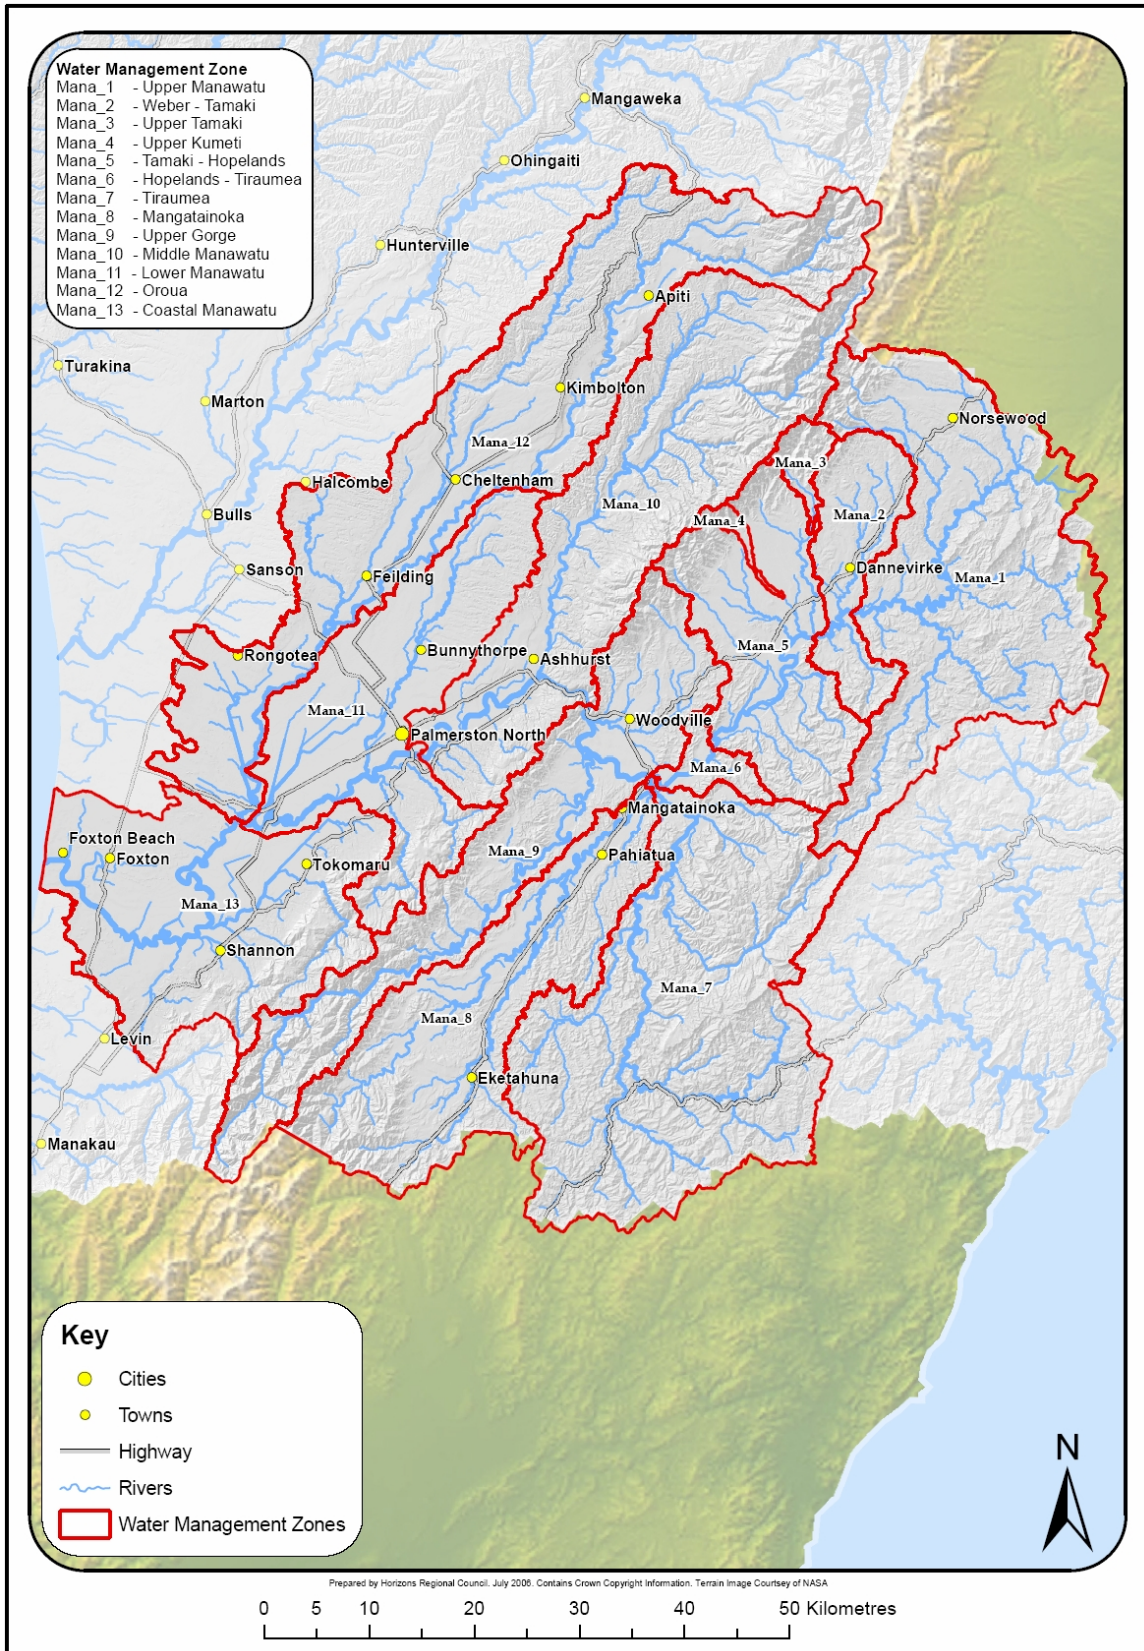 Water Management Zone
Mana_1 - Upper Manawatu
Mana_2 - Weber - Tamaki
Mana_3 - Upper Tamaki
Mana_4 - Upper Kumeti
Mana_5 - Tamaki - Hopelands
Mana_6 - Hopelands - Tiraumea
Mana_7 - Tiraumea
Mana_8 - Mangatainoka
Mana_9 - Upper Gorge
Mana_10 - Middle Manawatu
Mana_11 - Lower Manawatu
Mana_12 - Oroua
Mana_13 - Coastal Manawatu
Mangaweka
Ohingaiti
Hunterville
Apiti
Turakina
Kimbolton
Marton
Norsewood
Mana_12
Mana_3
Halcombe
Cheltenham
Mana_10
Mana_4
Mana_2
Bulls
Sanson
Feilding
Dannevirke
Mana_1
Mana_5
Rongotea
Bunnythorpe
Ashhurst
Mana_11
Woodville
Palmerston North
Mana_6
Mangatainoka
Foxton Beach
Foxton
Tokomaru
Mana_9
Pahiatua
Mana_13
Shannon
Mana_7
Mana_8
Levin
Eketahuna
Manakau
Key
Cities
Towns
Highway
Rivers
Water Management Zones
N
Prepared by Horizons Regional Council. July 2006. Contains Crown Copyright Information. Terrain Image Courtsey of NASA
0 5 10 20 30 40 50 Kilometres